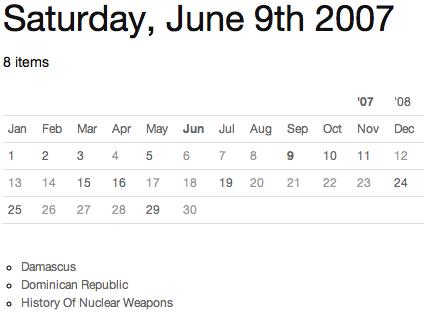 Saturday, June 9th 2007
8 items
'07 '08
Jan Feb Mar Apr May Jun Jul Aug Sep Oct Nov Dec
1 2 3 4 5 6 7 8 9 10 11 12
13 14 15 16 17 18 19 20 21 22 23 24
25 26 27 28 29 30
Damascus
Dominican Republic
History Of Nuclear Weapons